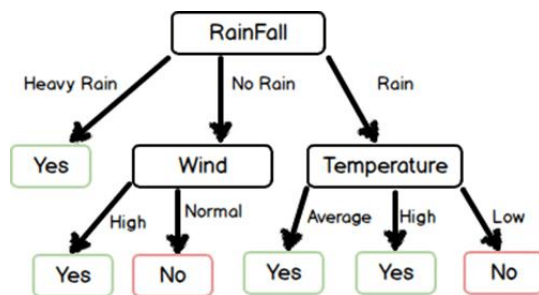 RainFall
Heavy Rain
No Rain
Rain
Yes
Wind
Temperature
High
Normal
Average
High
Low
Yes
No
Yes
Yes
No